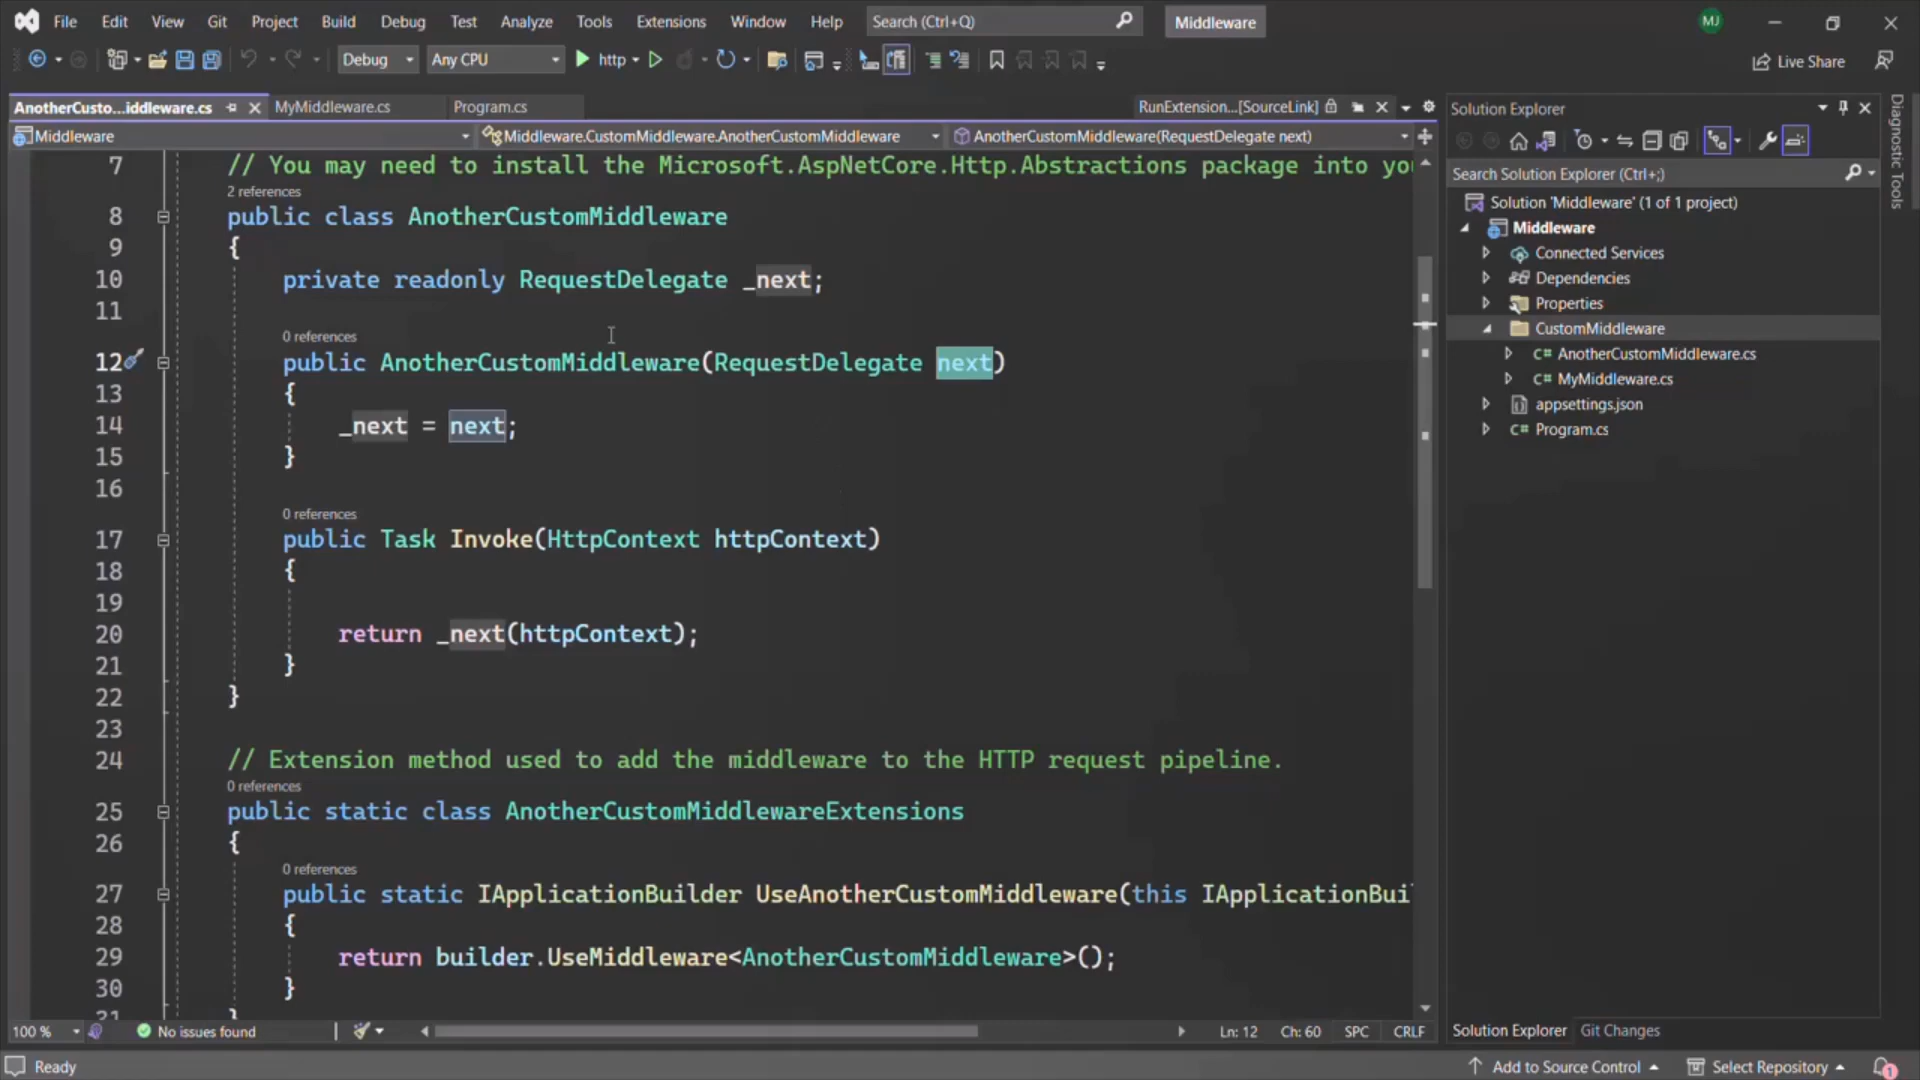 File Edit View Git Project Build Debug Test Analyze Tools Extensions Window Help Search (Ctrl+Q) Middleware MJ
Debug Any CPU http Live Share
AnotherCusto...iddleware.cs MyMiddleware.cs Program.cs RunExtension...[SourceLink]
Middleware Middleware.CustomMiddleware.AnotherCustomMiddleware AnotherCustomMiddleware(RequestDelegate next)
7 // You may need to install the Microsoft.AspNetCore.Http.Abstractions package into yo
2 references
8 public class AnotherCustomMiddleware
9 {
10 private readonly RequestDelegate _next;
11
0 references
12 public AnotherCustomMiddleware(RequestDelegate next)
13 {
14 _next = next;
15 }
16
0 references
17 public Task Invoke(HttpContext httpContext)
18 {
19
20 return _next(httpContext);
21 }
22 }
23
24 // Extension method used to add the middleware to the HTTP request pipeline.
0 references
25 public static class AnotherCustomMiddlewareExtensions
26 {
0 references
27 public static IApplicationBuilder UseAnotherCustomMiddleware(this IApplicationBui
28 {
29 return builder.UseMiddleware<AnotherCustomMiddleware>();
30 }
31 }
100 % No issues found Ln: 12 Ch: 60 SPC CRLF
Solution Explorer
Search Solution Explorer (Ctrl+;)
Solution 'Middleware' (1 of 1 project)
Middleware
Connected Services
Dependencies
Properties
CustomMiddleware
C# AnotherCustomMiddleware.cs
C# MyMiddleware.cs
appsettings.json
C# Program.cs
Solution Explorer Git Changes
Diagnostic Tools
Ready Add to Source Control Select Repository 1